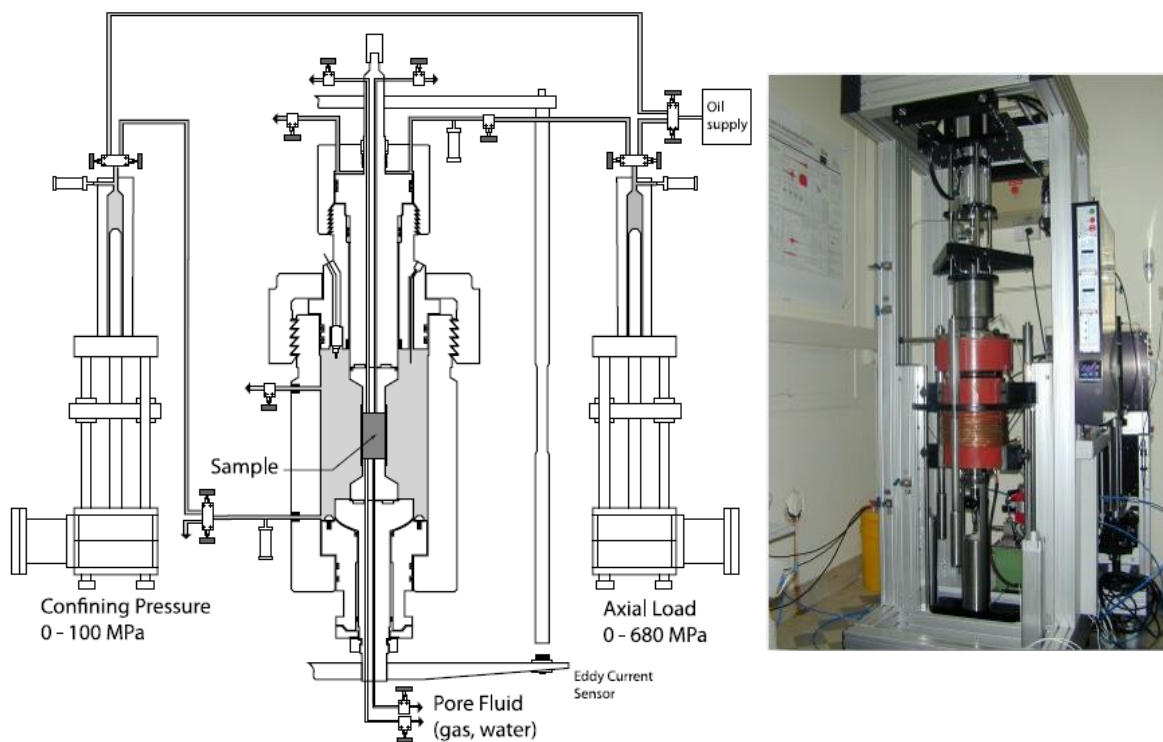 Oil
supply
Sample
Confining Pressure
0 - 100 MPa
Axial Load
0 - 680 MPa
Eddy Current
Sensor
Pore Fluid
(gas, water)